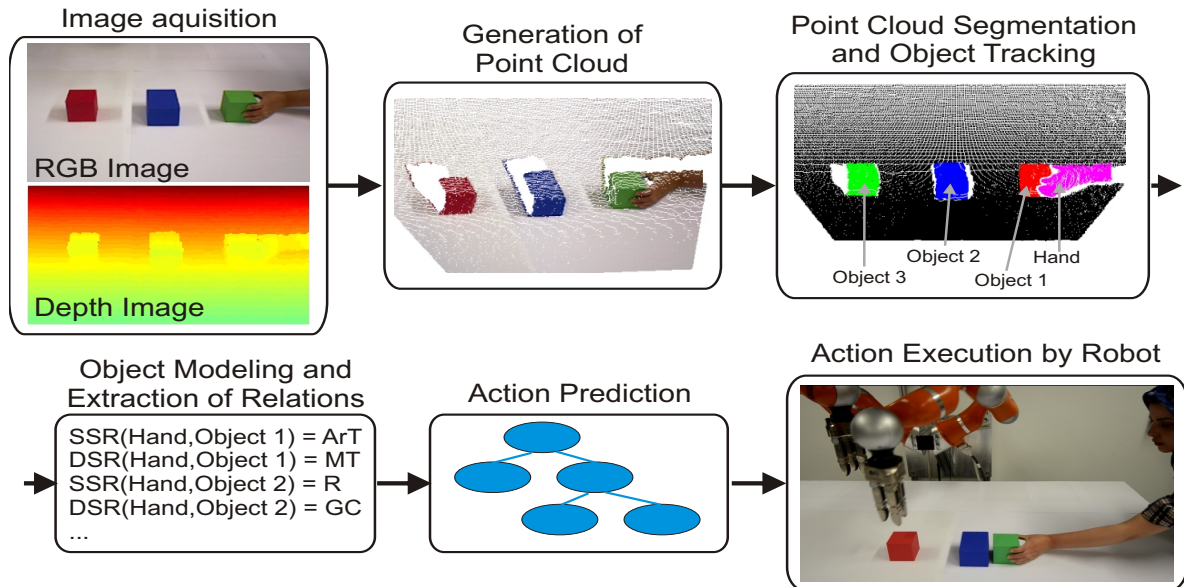 Image aquisition
RGB Image
Depth Image
Generation of
Point Cloud
Point Cloud Segmentation
and Object Tracking
Object 3
Object 2
Object 1
Hand
Object Modeling and
Extraction of Relations
SSR(Hand,Object 1) = ArT
DSR(Hand,Object 1) = MT
SSR(Hand,Object 2) = R
DSR(Hand,Object 2) = GC
...
Action Prediction
Action Execution by Robot